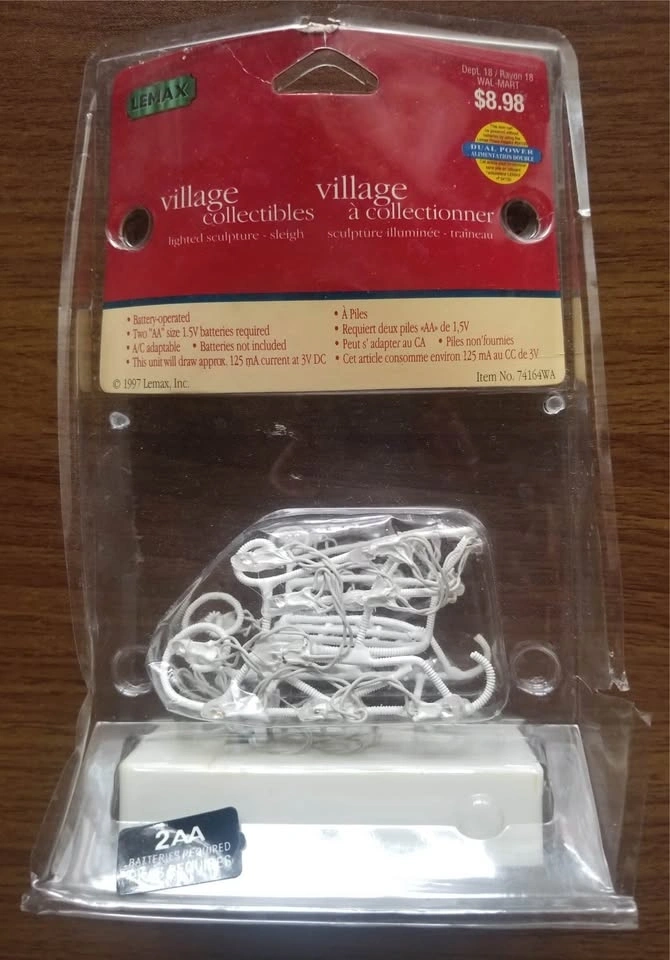 LEMAX
Dept. 18 / Rayon 18
WAL-MART
$8.98
DUAL POWER
ALIMENTATION DOUBLE
village
collectibles
lighted sculpture - sleigh
village
à collectionner
sculpture illuminée - traîneau
• Battery-operated
• Two "AA" size 1.5V batteries required
• A/C adaptable • Batteries not included
• This unit will draw approx. 125 mA current at 3V DC
• À Piles
• Requiert deux piles «AA» de 1,5V
• Peut s' adapter au CA • Piles non fournies
• Cet article consomme environ 125 mA au CC de 3V
© 1997 Lemax, Inc.
Item No. 74164WA
2 AA
BATTERIES REQUIRED